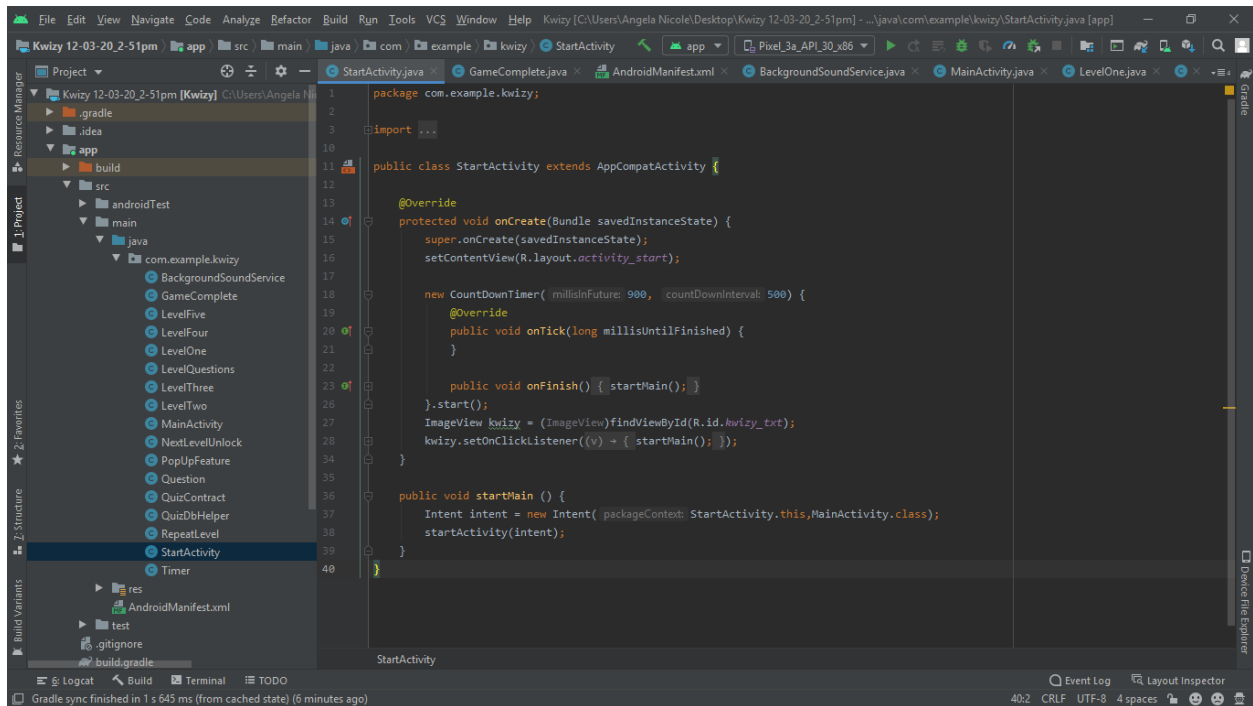 File Edit View Navigate Code Analyze Refactor Build Run Tools VCS Window Help Kwizy [C:\Users\Angela Nicole\Desktop\Kwizy 12-03-20_2-51pm] - ...\java\com\example\kwizy\StartActivity.java [app]
Kwizy 12-03-20_2-51pm app src main java com example kwizy StartActivity app Pixel_3a_API_30_x86
Project StartActivity.java GameComplete.java AndroidManifest.xml BackgroundSoundService.java MainActivity.java LevelOne.java
Kwizy 12-03-20_2-51pm [Kwizy] C:\Users\Angela Ni
.gradle
.idea
app
build
src
androidTest
main
java
com.example.kwizy
BackgroundSoundService
GameComplete
LevelFive
LevelFour
LevelOne
LevelQuestions
LevelThree
LevelTwo
MainActivity
NextLevelUnlock
PopUpFeature
Question
QuizContract
QuizDbHelper
RepeatLevel
StartActivity
Timer
res
AndroidManifest.xml
test
.gitignore
build.gradle
Resource Manager
1: Project
2: Favorites
Z: Structure
Build Variants
1 package com.example.kwizy;
2
3 import ...
10
11 public class StartActivity extends AppCompatActivity {
12
13 @Override
14 protected void onCreate(Bundle savedInstanceState) {
15 super.onCreate(savedInstanceState);
16 setContentView(R.layout.activity_start);
17
18 new CountDownTimer( millisInFuture: 900, countDownInterval: 500) {
19 @Override
20 public void onTick(long millisUntilFinished) {
21 }
22
23 public void onFinish() { startMain(); }
26 }.start();
27 ImageView kwizy = (ImageView)findViewById(R.id.kwizy_txt);
28 kwizy.setOnClickListener((v) → { startMain(); });
34 }
35
36 public void startMain () {
37 Intent intent = new Intent( packageContext: StartActivity.this,MainActivity.class);
38 startActivity(intent);
39 }
40 }
StartActivity
Gradle
Device File Explorer
6: Logcat Build Terminal TODO Event Log Layout Inspector
Gradle sync finished in 1 s 645 ms (from cached state) (6 minutes ago) 40:2 CRLF UTF-8 4 spaces